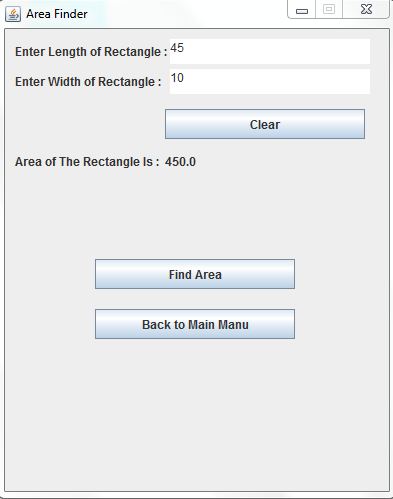 Area Finder
Enter Length of Rectangle : 45
Enter Width of Rectangle : 10
Clear
Area of The Rectangle Is : 450.0
Find Area
Back to Main Manu